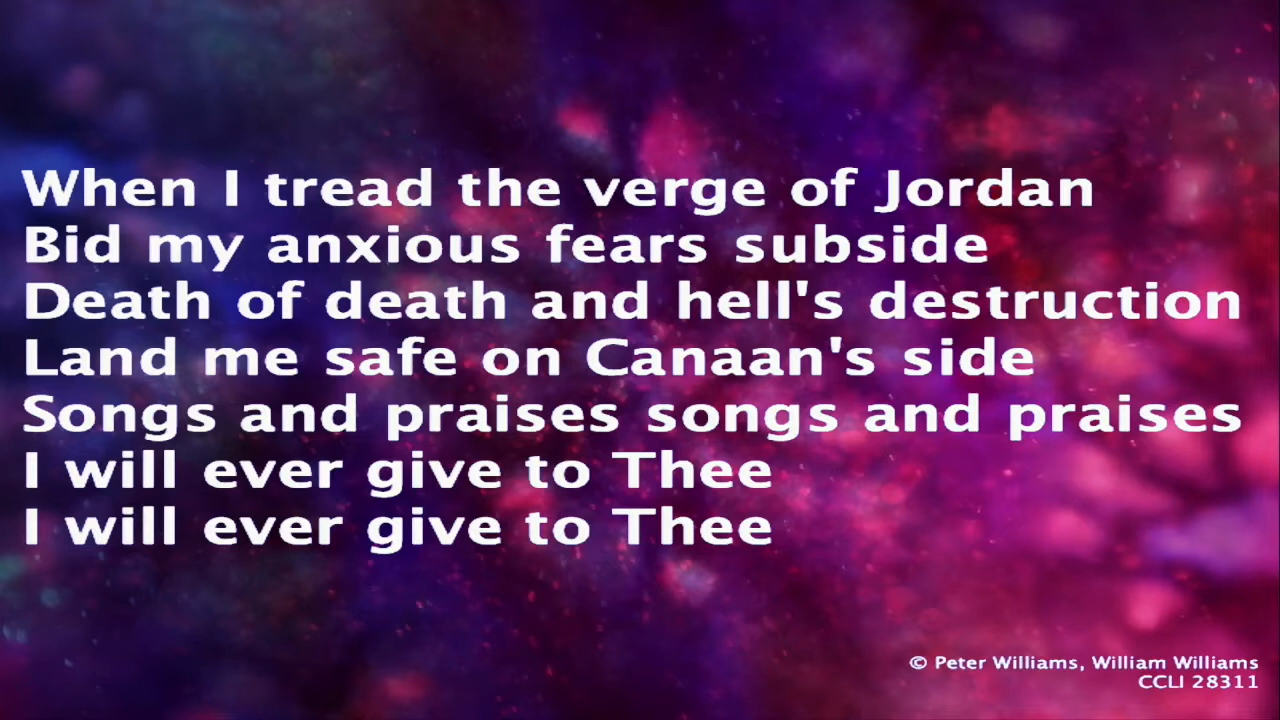 When I tread the verge of Jordan
Bid my anxious fears subside
Death of death and hell's destruction
Land me safe on Canaan's side
Songs and praises songs and praises
I will ever give to Thee
I will ever give to Thee
© Peter Williams, William Williams
CCLI 28311